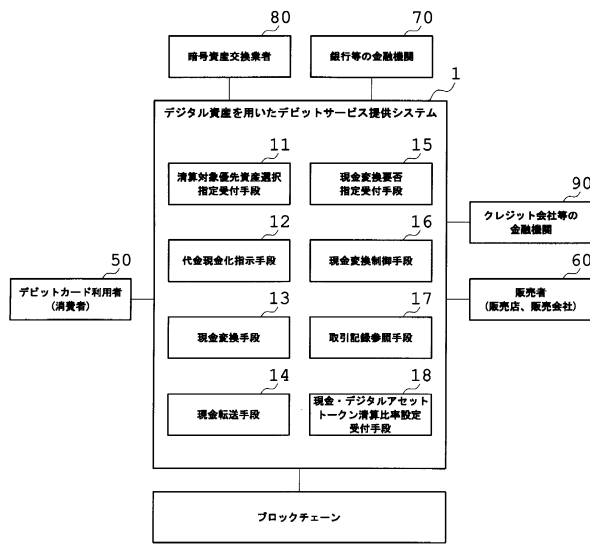 80
70
暗号資産交換業者
銀行等の金融機関
1
デジタル資産を用いたデビットサービス提供システム
11
15
清算対象優先資産選択
指定受付手段
現金変換要否
指定受付手段
90
クレジット会社等の
金融機関
12
16
代金現金化指示手段
現金変換制御手段
50
60
デビットカード利用者
(消費者)
販売者
(販売店、販売会社)
13
17
現金変換手段
取引記録参照手段
14
18
現金転送手段
現金・デジタルアセット
トークン清算比率設定
受付手段
ブロックチェーン